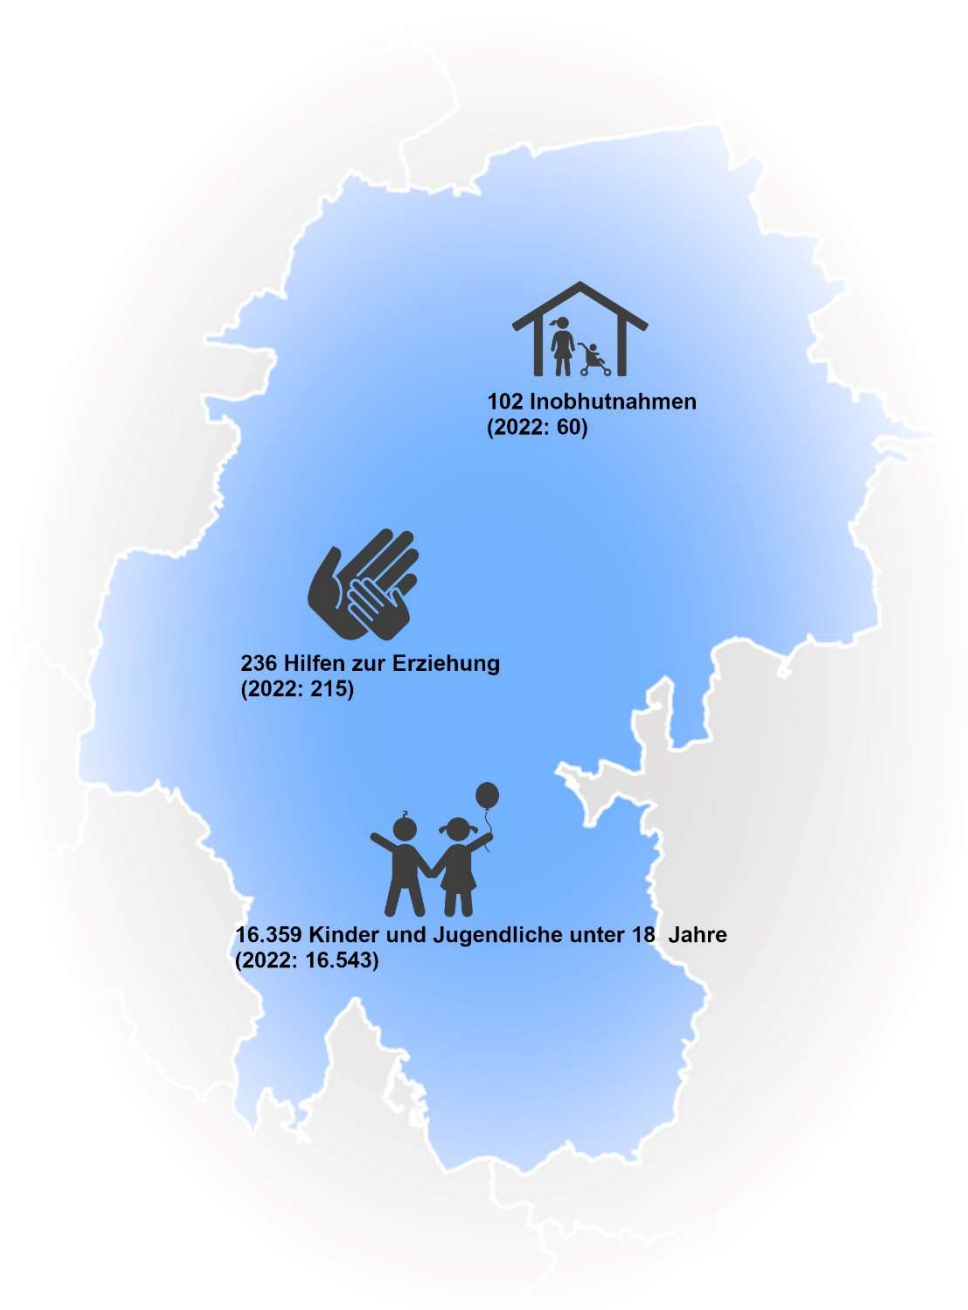 102 Inobhutnahmen
(2022: 60)
236 Hilfen zur Erziehung
(2022: 215)
16.359 Kinder und Jugendliche unter 18  Jahre
(2022: 16.543)